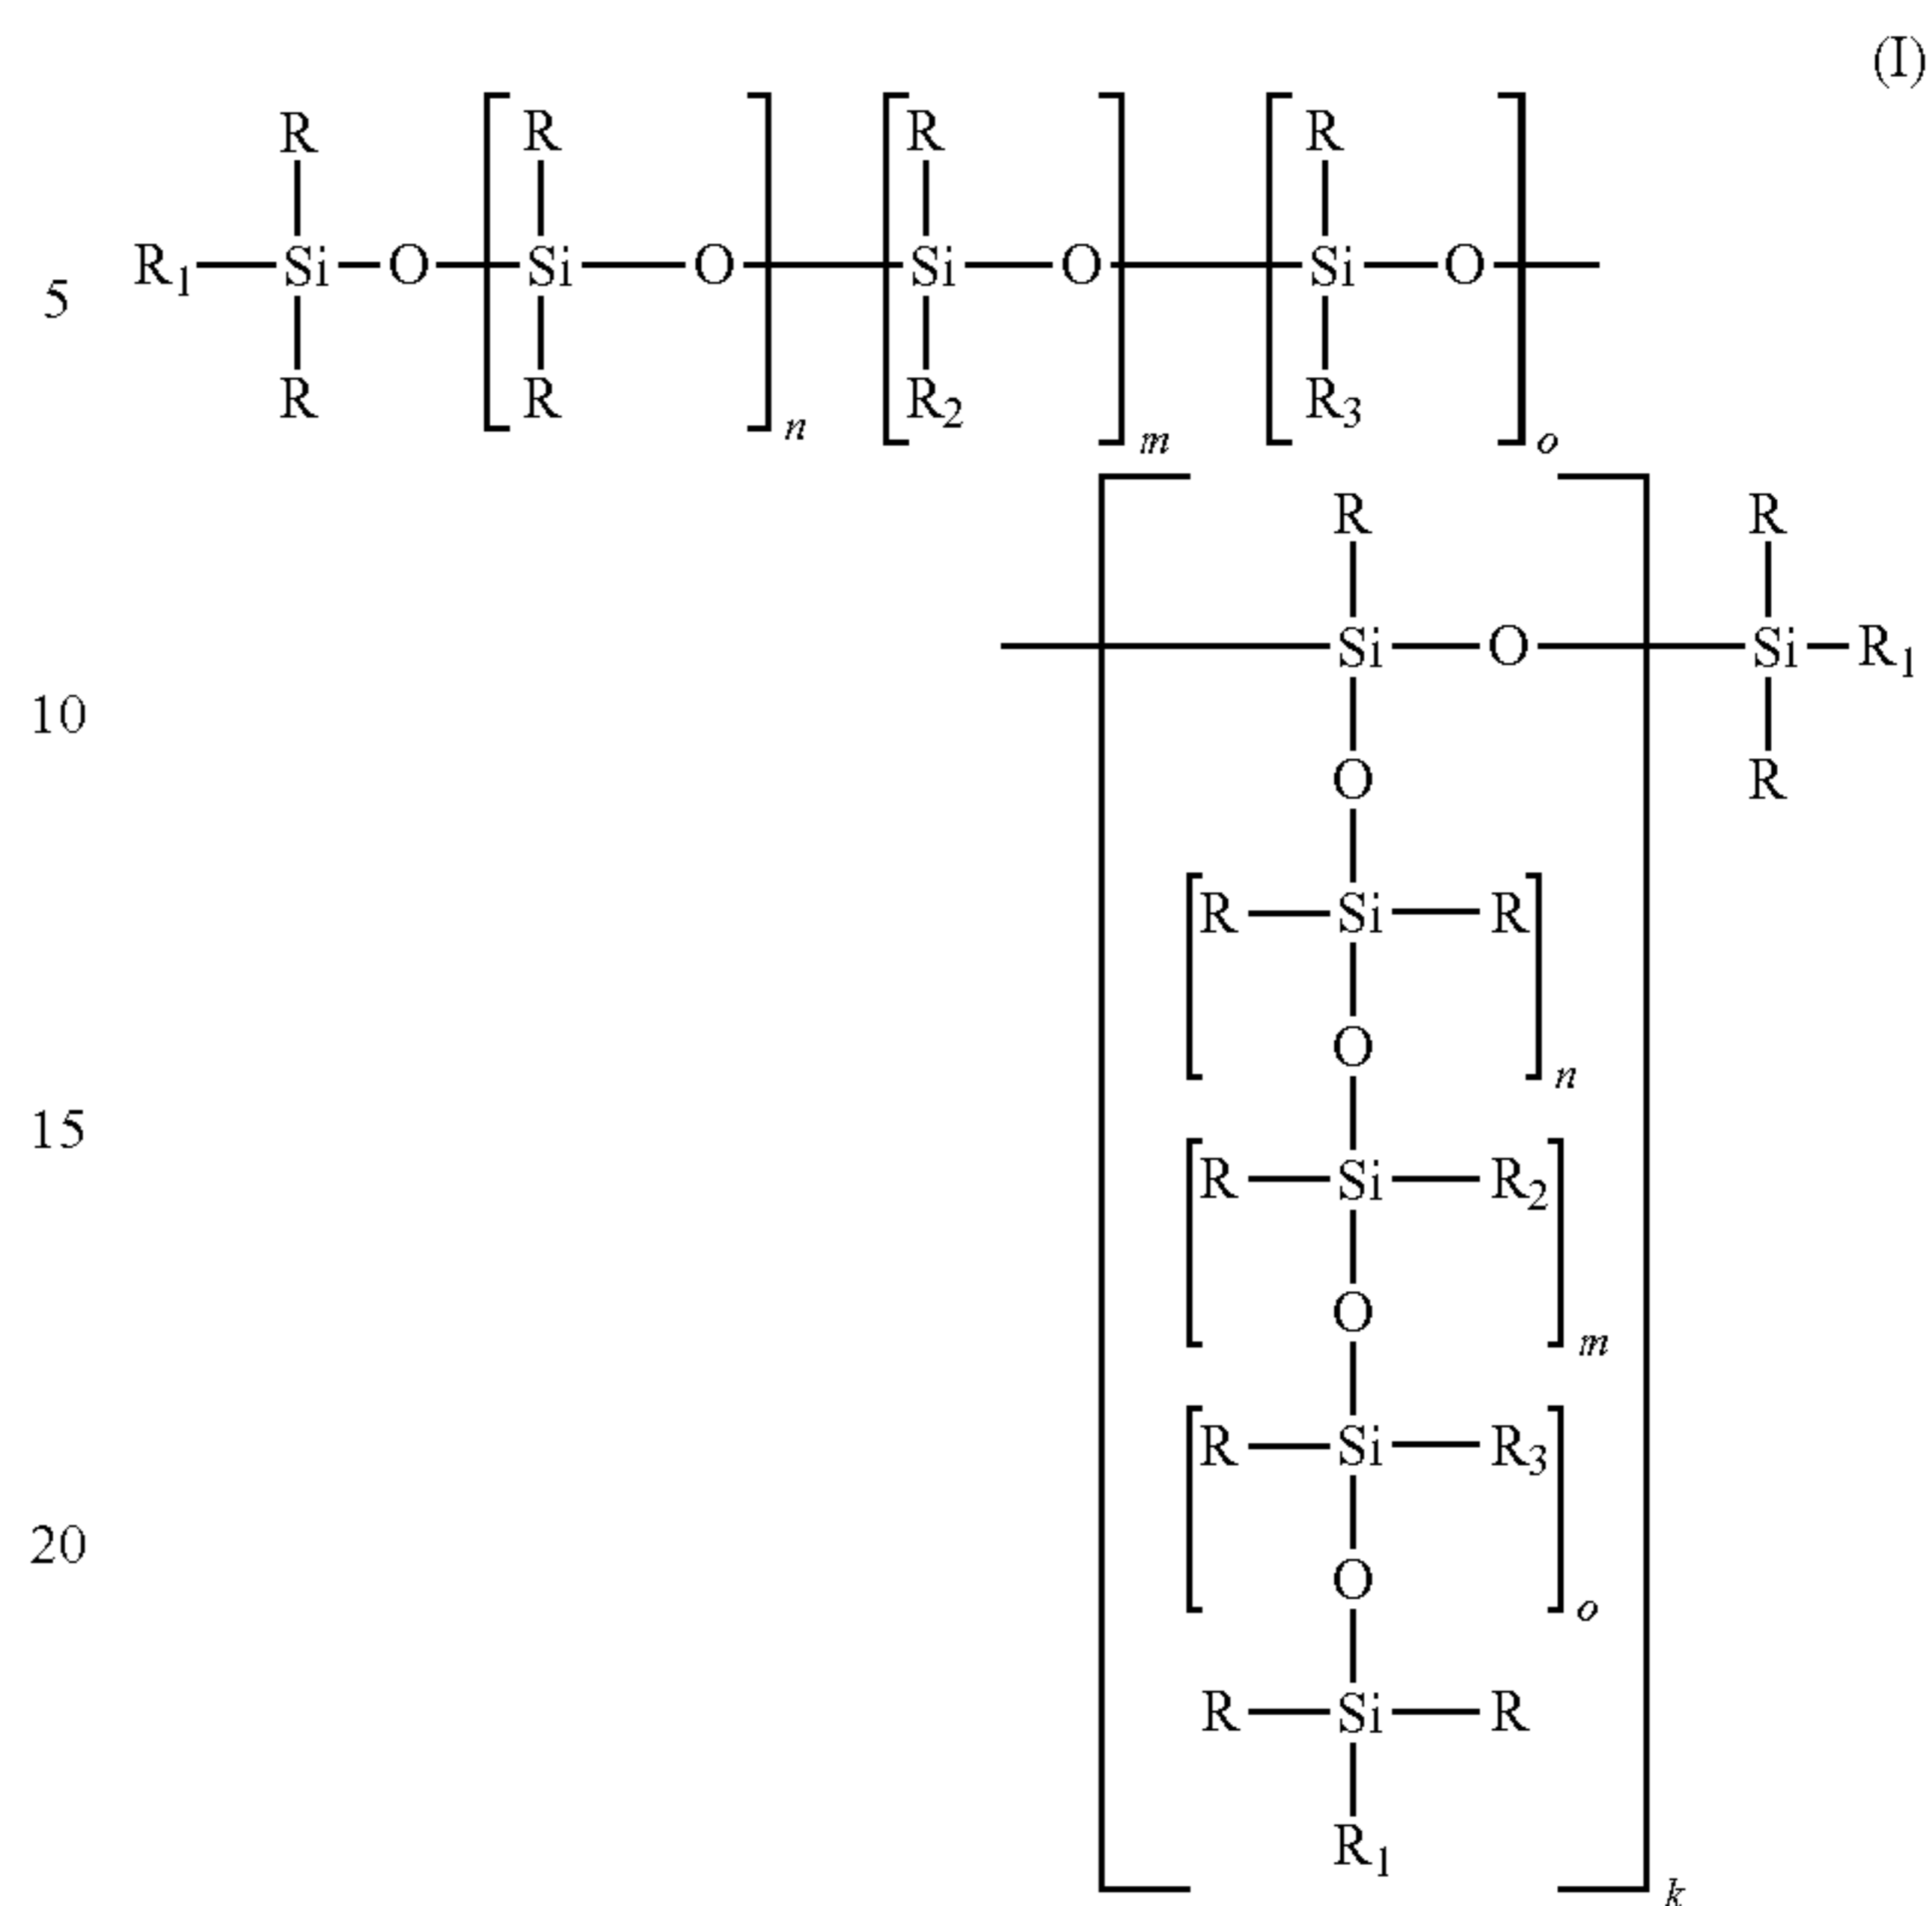 (I)
R R R R
5 R1—Si—O—[Si—O]n—[Si—O]m—[Si—O]o—
R R R2 R3
R R
—[Si—O]k—Si—R1
10
O R
[R—Si—R]n
O
15
[R—Si—R2]m
O
[R—Si—R3]o
20
O
R—Si—R
R1